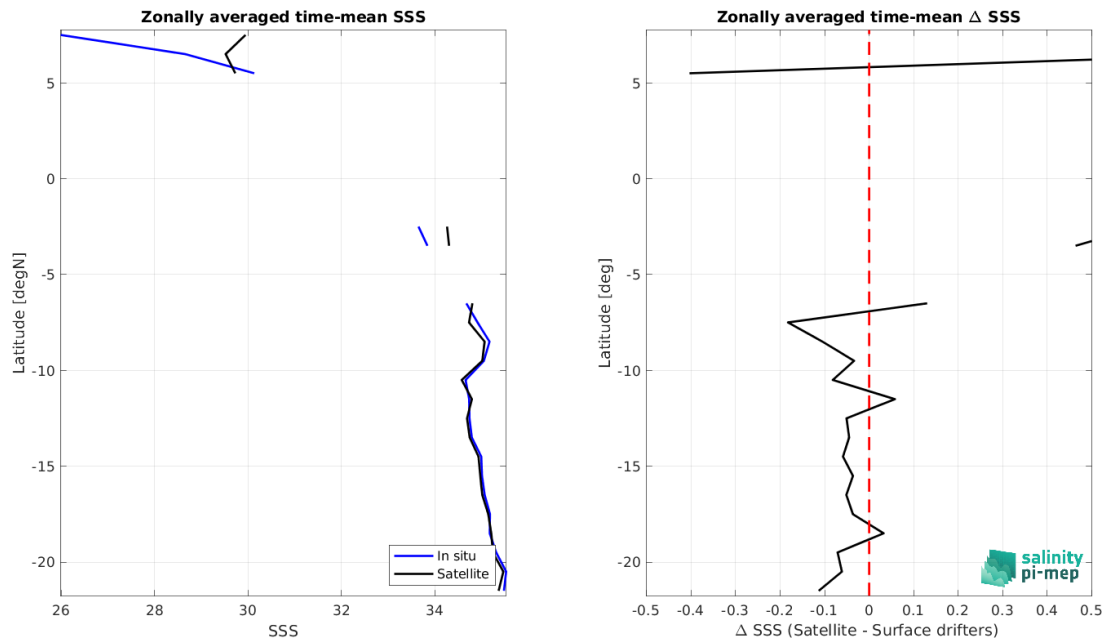 Zonally averaged time-mean SSS
5
0
-5
-10
-15
-20
26
28
30
32
34
Latitude [degN]
SSS
In situ
Satellite
Zonally averaged time-mean Δ SSS
5
0
-5
-10
-15
-20
-0.5
-0.4
-0.3
-0.2
-0.1
0
0.1
0.2
0.3
0.4
0.5
Latitude [deg]
Δ SSS (Satellite - Surface drifters)
salinity
pi-mep